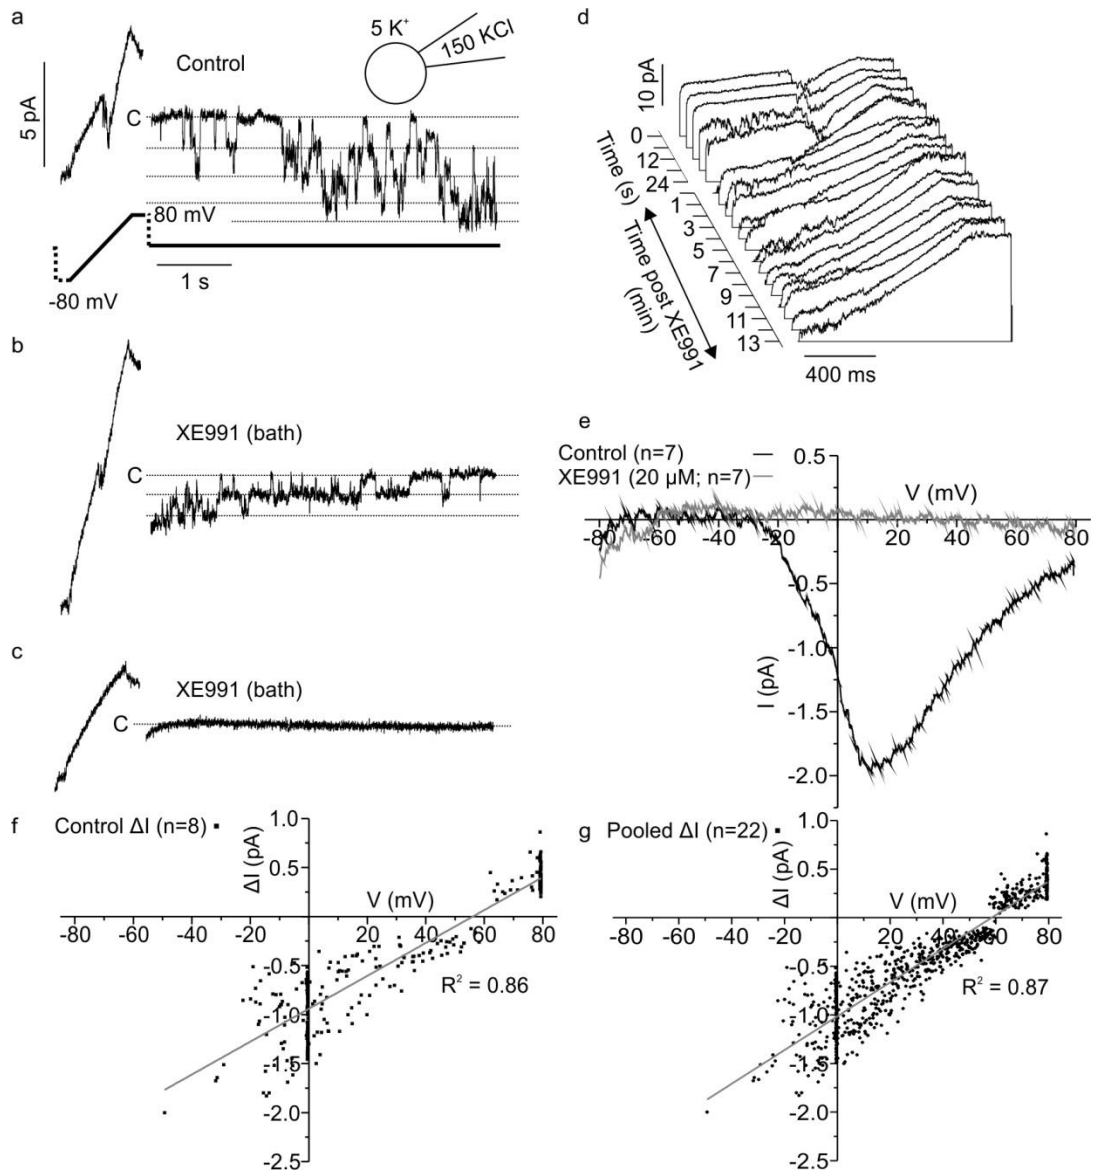 a
5 K⁺
150 KCl
Control
5 pA
C
80 mV
-80 mV
1 s
b
XE991 (bath)
C
c
XE991 (bath)
C
d
10 pA
0
12
24
Time (s)
1
3
5
7
9
11
13
Time post XE991
(min)
400 ms
e
Control (n=7)
XE991 (20 µM; n=7)
V (mV)
0.5
-80 -60 -40 -20 20 40 60 80
-0.5
-1.0
-1.5
-2.0
I (pA)
f
Control ΔI (n=8)
ΔI (pA)
1.0
0.5
V (mV)
-80 -60 -40 -20 20 40 60 80
-0.5
-1.0
-1.5
-2.0
-2.5
R² = 0.86
g
Pooled ΔI (n=22)
ΔI (pA)
1.0
0.5
V (mV)
-80 -60 -40 -20 20 40 60 80
-0.5
-1.0
-1.5
-2.0
-2.5
R² = 0.87